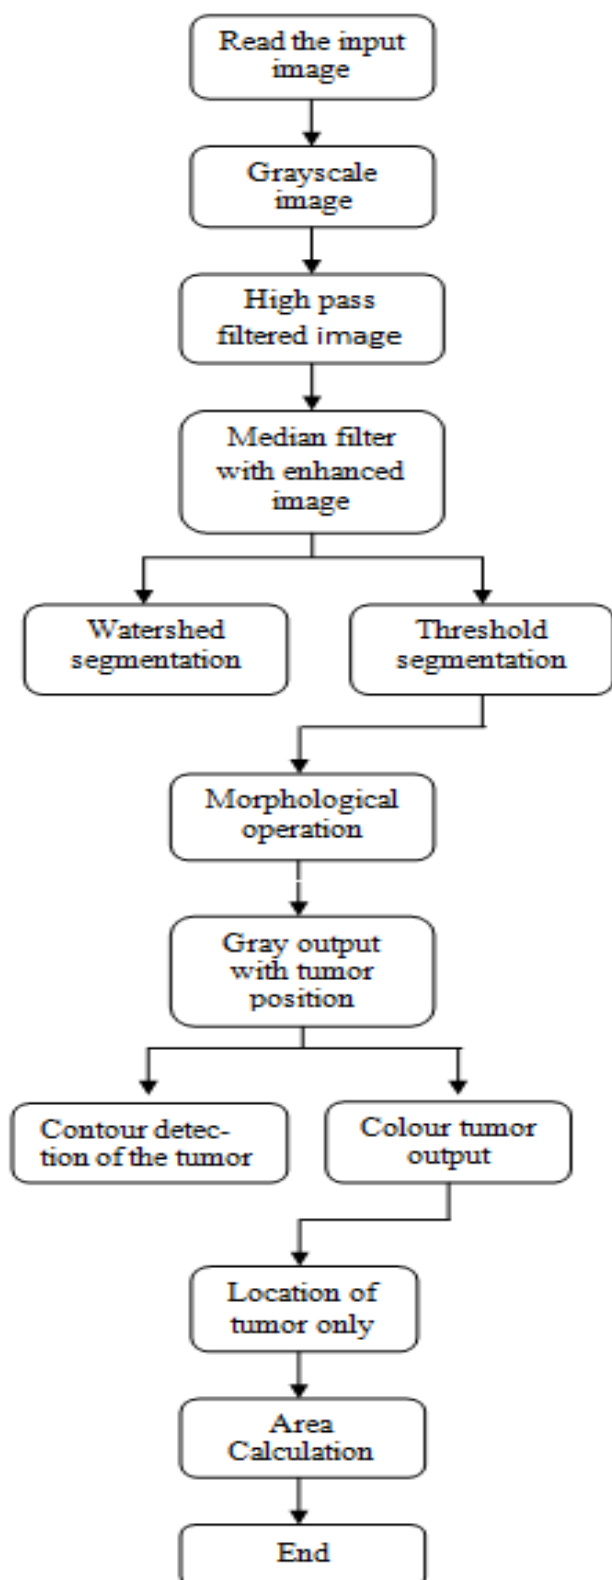 Read the input
image
Grayscale
image
High pass
filtered image
Median filter
with enhanced
image
Watershed
segmentation
Threshold
segmentation
Morphological
operation
Gray output
with tumor
position
Contour detec-
tion of the tumor
Colour tumor
output
Location of
tumor only
Area
Calculation
End